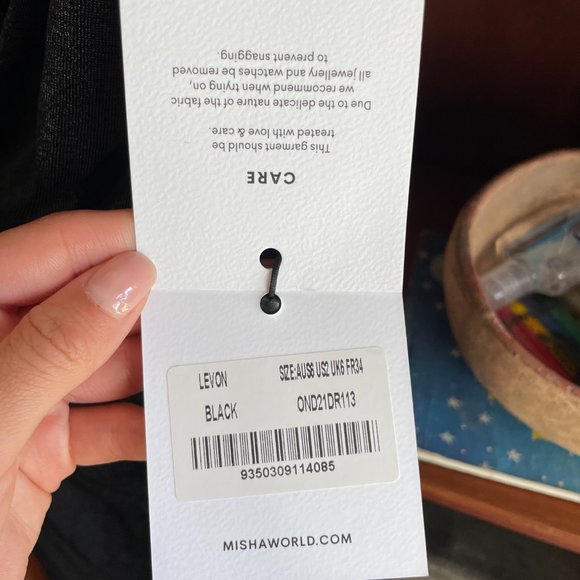 CARE
This garment should be
treated with love & care.
Due to the delicate nature of the fabric
we recommend when trying on,
all jewellery and watches be removed
to prevent snagging.
LEVON SIZE:AUS6 US2 UK6 FR34
BLACK OND21DR113
9350309114085
MISHAWORLD.COM